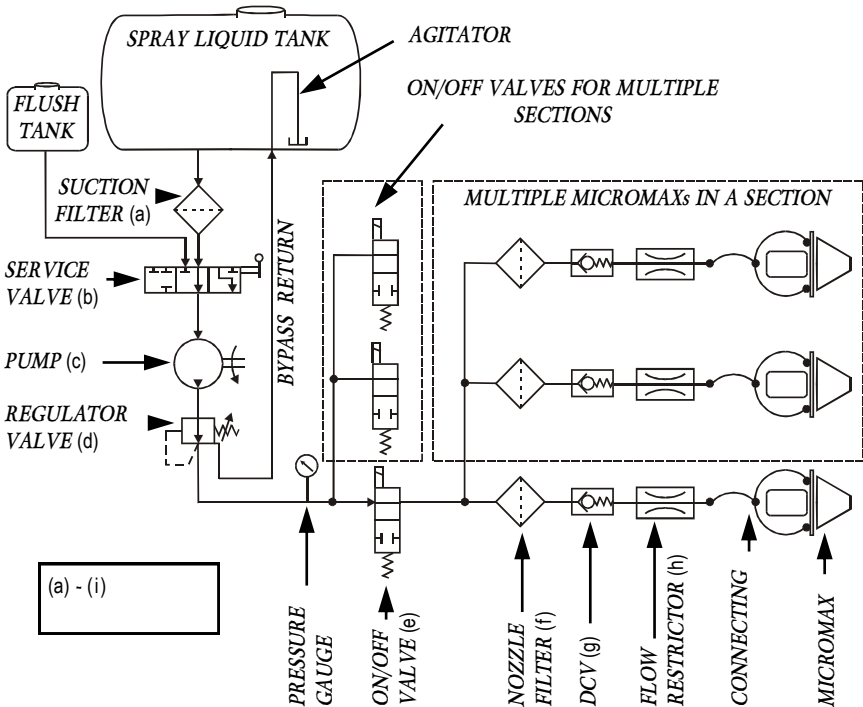 SPRAY LIQUID TANK
AGITATOR
ON/OFF VALVES FOR MULTIPLE
SECTIONS
FLUSH
TANK
SUCTION
FILTER (a)
MULTIPLE MICROMAXs IN A SECTION
SERVICE
VALVE (b)
BYPASS RETURN
PUMP (c)
REGULATOR
VALVE (d)
(a) - (i)
PRESSURE
GAUGE
ON/OFF
VALVE (e)
NOZZLE
FILTER (f)
DCV (g)
FLOW
RESTRICTOR (h)
CONNECTING
MICROMAX